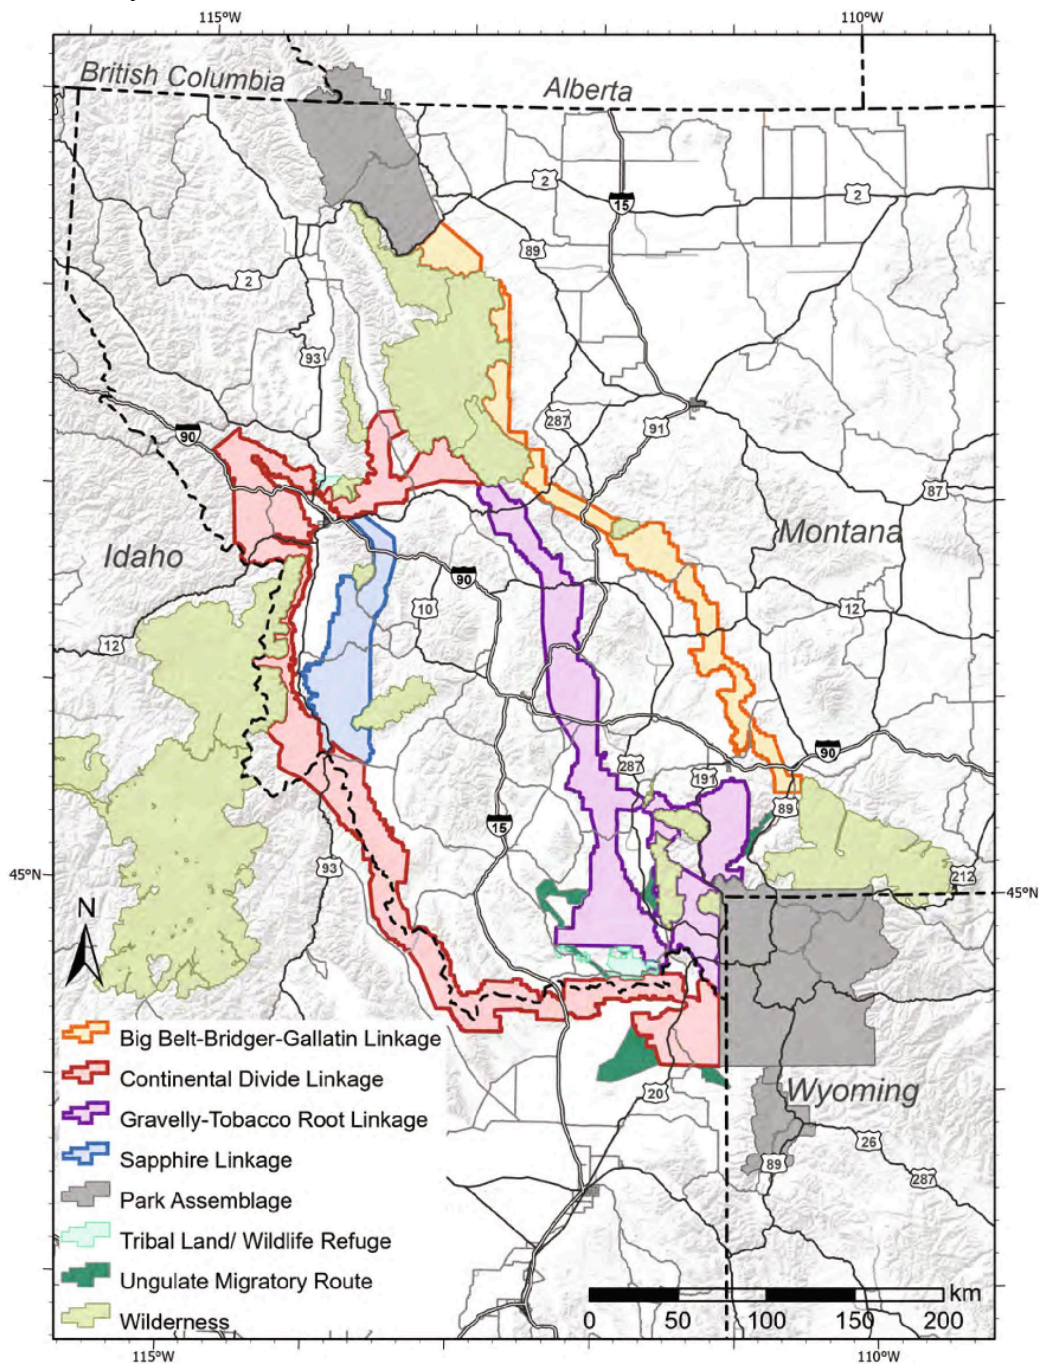 115°W
110°W
British Columbia
Alberta
2
15
2
89
2
93
287
91
90
87
Montana
Idaho
90
10
12
12
90
287
191
89
15
93
212
45°N
45°N
N
Big Belt-Bridger-Gallatin Linkage
Continental Divide Linkage
Gravelly-Tobacco Root Linkage
Sapphire Linkage
Park Assemblage
Tribal Land/ Wildlife Refuge
Ungulate Migratory Route
Wilderness
20
Wyoming
26
89
287
km
0 50 100 150 200
115°W
110°W